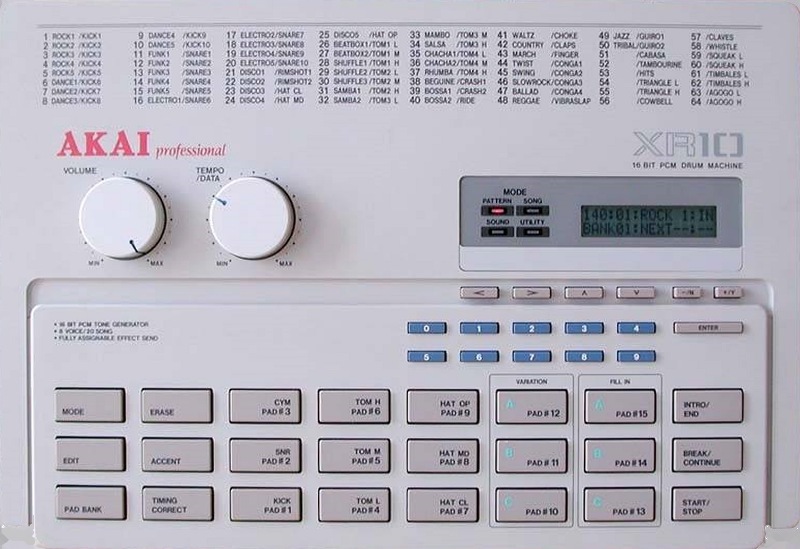 1 ROCK1 /KICK1
2 ROCK2 /KICK2
3 ROCK3 /KICK3
4 ROCK4 /KICK4
5 DANCE1/KICK5
6 DANCE1/KICK6
7 DANCE2/KICK7
8 DANCE3/KICK8
9 DANCE4 /KICK9
10 DANCE5 /KICK10
11 FUNK1 /SNARE1
12 FUNK2 /SNARE2
13 FUNK3 /SNARE3
14 FUNK4 /SNARE4
15 FUNK5 /SNARE5
16 ELECTRO1/SNARE6
17 ELECTRO2/SNARE7
18 ELECTRO3/SNARE8
19 ELECTRO4/SNARE9
20 ELECTRO5/SNARE10
21 DISCO1 /RIMSHOT1
22 DISCO2 /RIMSHOT2
23 DISCO3 /HAT CL
24 DISCO4 /HAT MD
25 DISCO5 /HAT OP
26 BEATBOX1/TOM1 L
27 BEATBOX2/TOM1 M
28 SHUFFLE1/TOM1 H
29 SHUFFLE2/TOM1 L
30 SHUFFLE3/TOM2 M
31 SAMBA1 /TOM2 H
32 SAMBA2 /TOM3 L
33 MAMBO /TOM3 M
34 SALSA /TOM3 H
35 CHACHA1/TOM4 L
36 CHACHA2/TOM4 M
37 RHUMBA /TOM4 H
38 BEGUINE /CRASH1
39 BOSSA1 /CRASH2
40 BOSSA2 /RIDE
41 WALTZ /CHOKE
42 COUNTRY /CLAPS
43 MARCH /FINGER
44 TWIST /CONGA1
45 SWING /CONGA2
46 SLOWROCK/CONGA3
47 BALLAD /CONGA4
48 REGGAE /VIBRASLAP
49 JAZZ /GUIRO1
50 TRIBAL/GUIRO2
51 /CABASA
52 /TAMBOURINE
53 /HITS
54 /TRIANGLE L
55 /TRIANGLE H
56 /COWBELL
57 /CLAVES
58 /WHISTLE
59 /SQUEAK L
60 /SQUEAK H
61 /TIMBALES L
62 /TIMBALES H
63 /AGOGO L
64 /AGOGO H
AKAI professional
XR10
16 BIT PCM DRUM MACHINE
VOLUME
MIN MAX
TEMPO
/DATA
MIN MAX
MODE
PATTERN SONG
SOUND UTILITY
140:01:ROCK 1:IN
BANK01:NEXT--:--
< > ∧ ∨ -/N +/Y
• 16 BIT PCM TONE GENERATOR
• 8 VOICE/20 SONG
• FULLY ASSIGNABLE EFFECT SEND
0 1 2 3 4 ENTER
5 6 7 8 9
VARIATION
FILL IN
MODE
ERASE
CYM
PAD#3
TOM H
PAD#6
HAT OP
PAD#9
A
PAD#12
A
PAD#15
INTRO/
END
EDIT
ACCENT
SNR
PAD#2
TOM M
PAD#5
HAT MD
PAD#8
B
PAD#11
B
PAD#14
BREAK/
CONTINUE
PAD BANK
TIMING
CORRECT
KICK
PAD#1
TOM L
PAD#4
HAT CL
PAD#7
C
PAD#10
C
PAD#13
START/
STOP